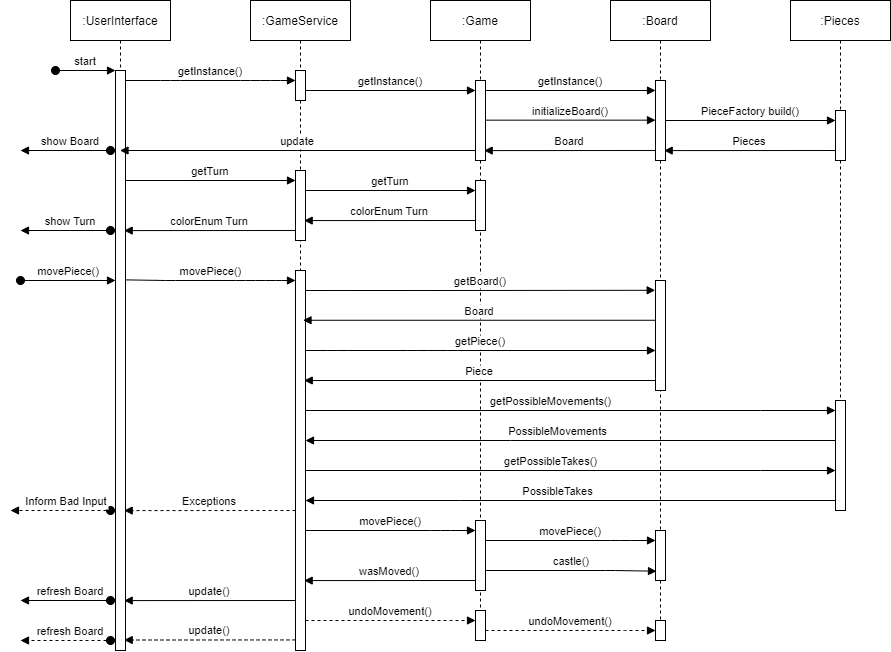 :UserInterface
:GameService
:Game
:Board
:Pieces
start
getInstance()
getInstance()
getInstance()
initializeBoard()
PieceFactory build()
show Board
update
Board
Pieces
getTurn
getTurn
colorEnum Turn
show Turn
colorEnum Turn
movePiece()
movePiece()
getBoard()
Board
getPiece()
Piece
getPossibleMovements()
PossibleMovements
getPossibleTakes()
PossibleTakes
Inform Bad Input
Exceptions
movePiece()
movePiece()
castle()
wasMoved()
refresh Board
update()
undoMovement()
undoMovement()
refresh Board
update()